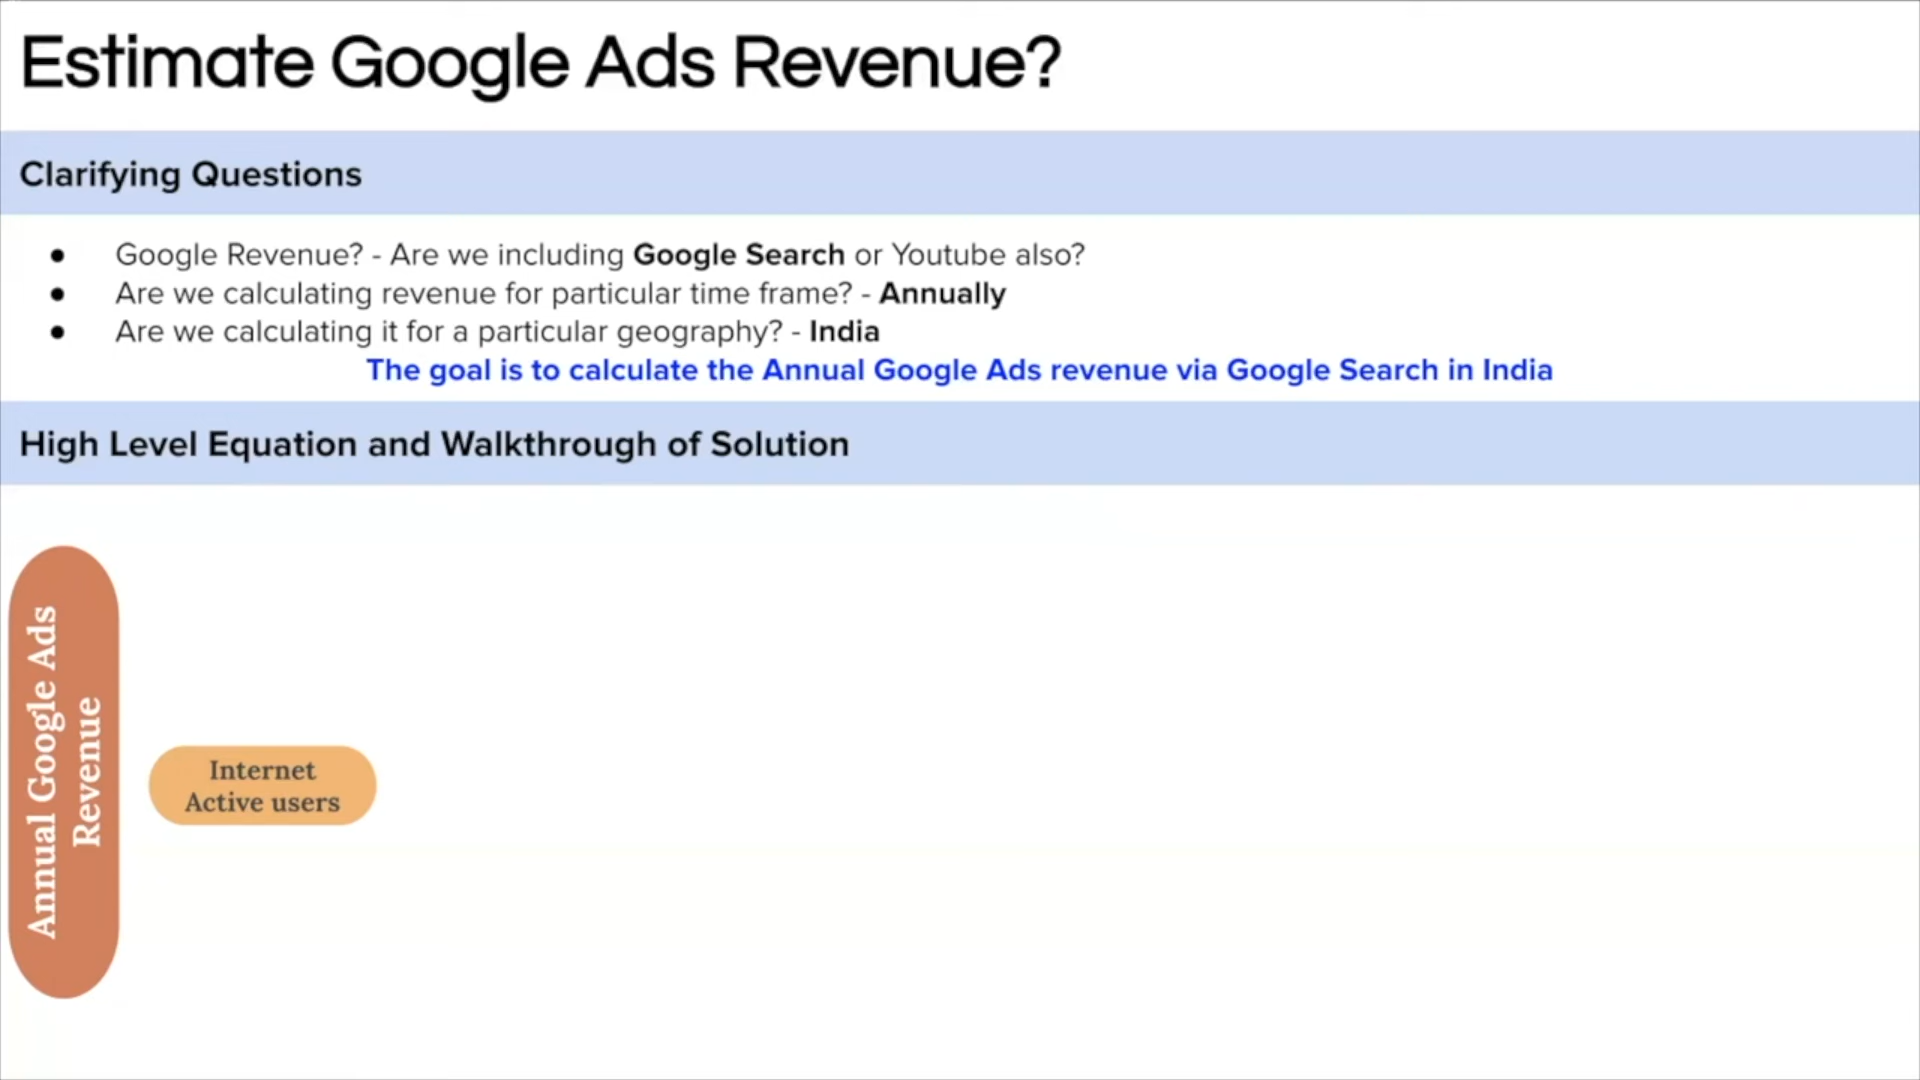 Estimate Google Ads Revenue?
Clarifying Questions
● Google Revenue? - Are we including Google Search or Youtube also?
● Are we calculating revenue for particular time frame? - Annually
● Are we calculating it for a particular geography? - India
The goal is to calculate the Annual Google Ads revenue via Google Search in India
High Level Equation and Walkthrough of Solution
Annual Google Ads
Revenue
Internet
Active users